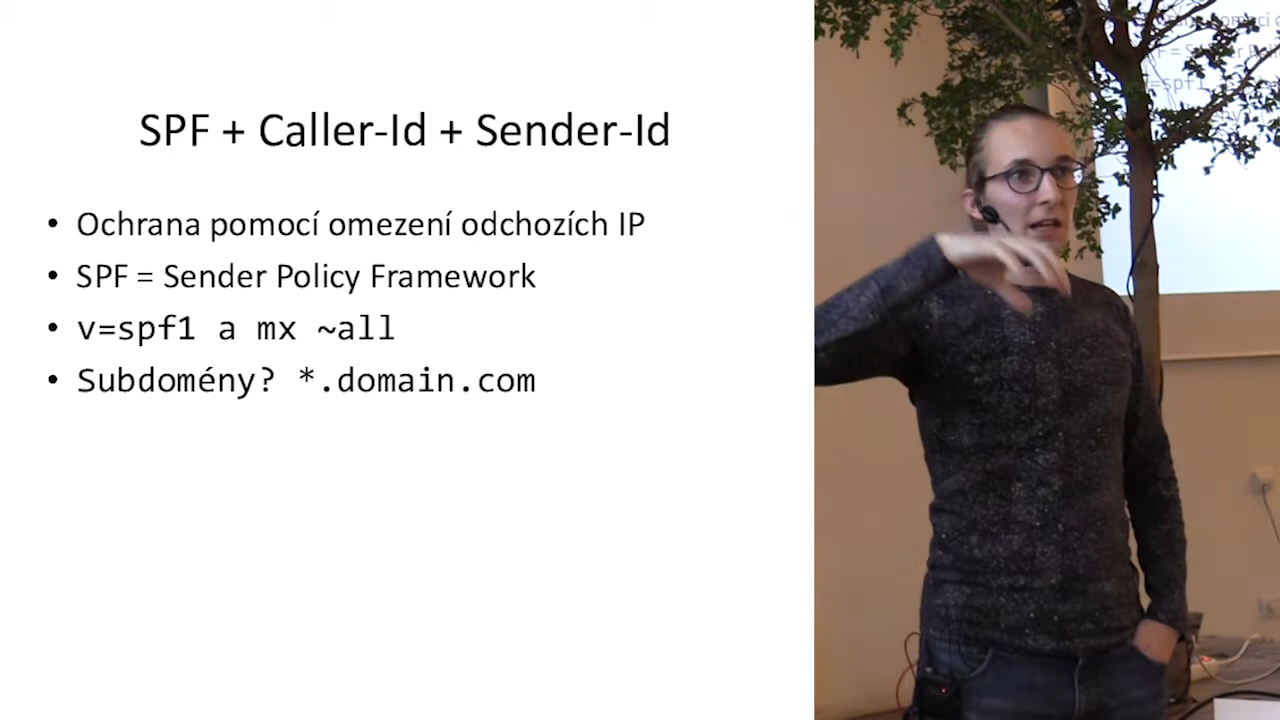 SPF + Caller-Id + Sender-Id
• Ochrana pomocí omezení odchozích IP
• SPF = Sender Policy Framework
• v=spf1 a mx ~all
• Subdomény? *.domain.com